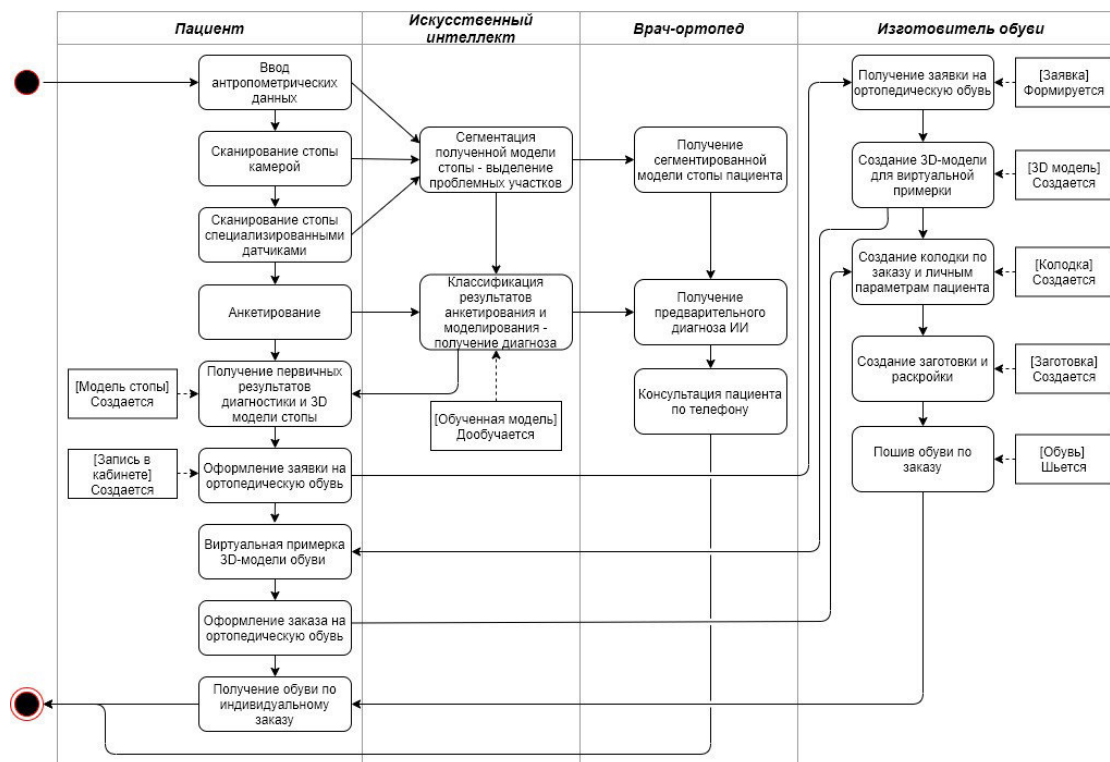 Пациент
Искусственный
интеллект
Врач-ортопед
Изготовитель обуви
Ввод
антропометрических
данных
Сканирование стопы
камерой
Сканирование стопы
специализированными
датчиками
Анкетирование
[Модель стопы]
Создается
Получение первичных
результатов
диагностики и 3D
модели стопы
[Запись в
кабинете]
Создается
Оформление заявки на
ортопедическую обувь
Виртуальная примерка
3D-модели обуви
Оформление заказа на
ортопедическую обувь
Получение обуви по
индивидуальному
заказу
Сегментация
полученной модели
стопы - выделение
проблемных участков
Классификация
результатов
анкетирования и
моделирования -
получение диагноза
[Обученная модель]
Дообучается
Получение
сегментированной
модели стопы пациента
Получение
предварительного
диагноза ИИ
Консультация пациента
по телефону
Получение заявки на
ортопедическую обувь
[Заявка]
Формируется
Создание 3D-модели
для виртуальной
примерки
[3D модель]
Создается
Создание колодки по
заказу и личным
параметрам пациента
[Колодка]
Создается
Создание заготовки и
раскройки
[Заготовка]
Создается
Пошив обуви по
заказу
[Обувь]
Шьется